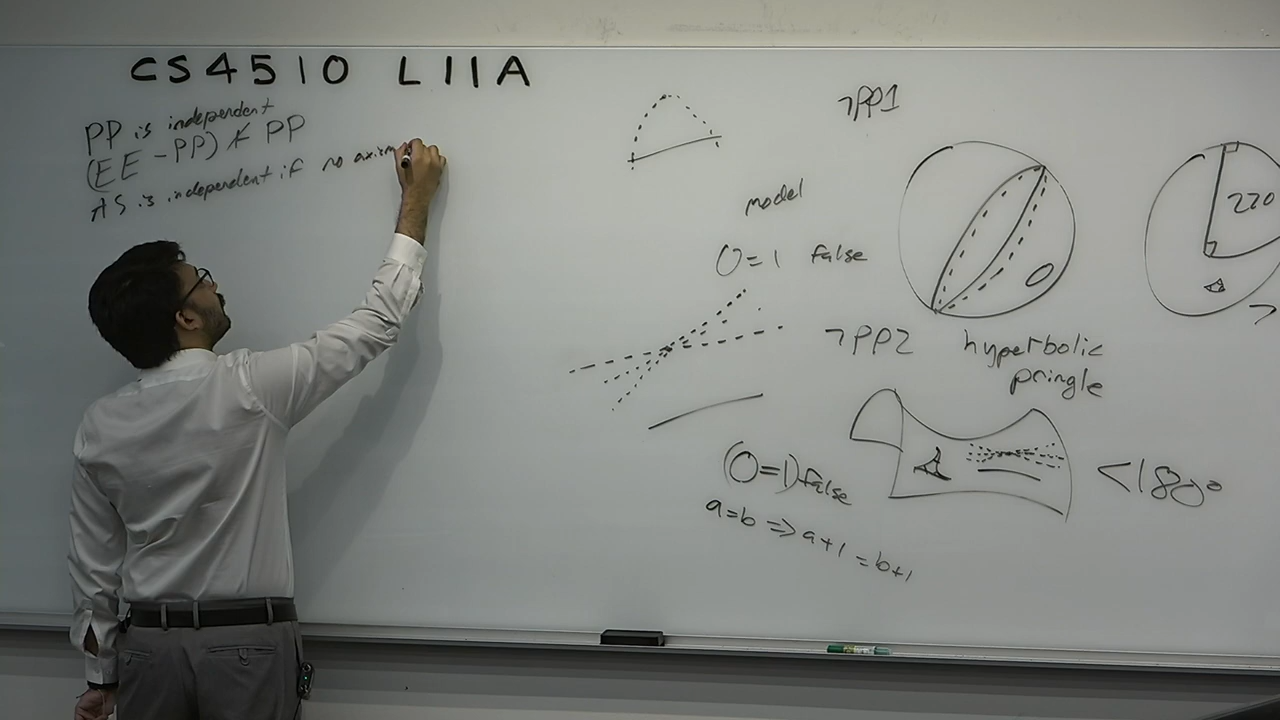 CS4510 L11A
PP is independent
(EE - PP) ⊬ PP
AS is independent if no axiom
¬PP1
model
0=1 false
¬PP2
hyperbolic
pringle
270
(0=1) false
a=b => a+1 = b+1
<180°